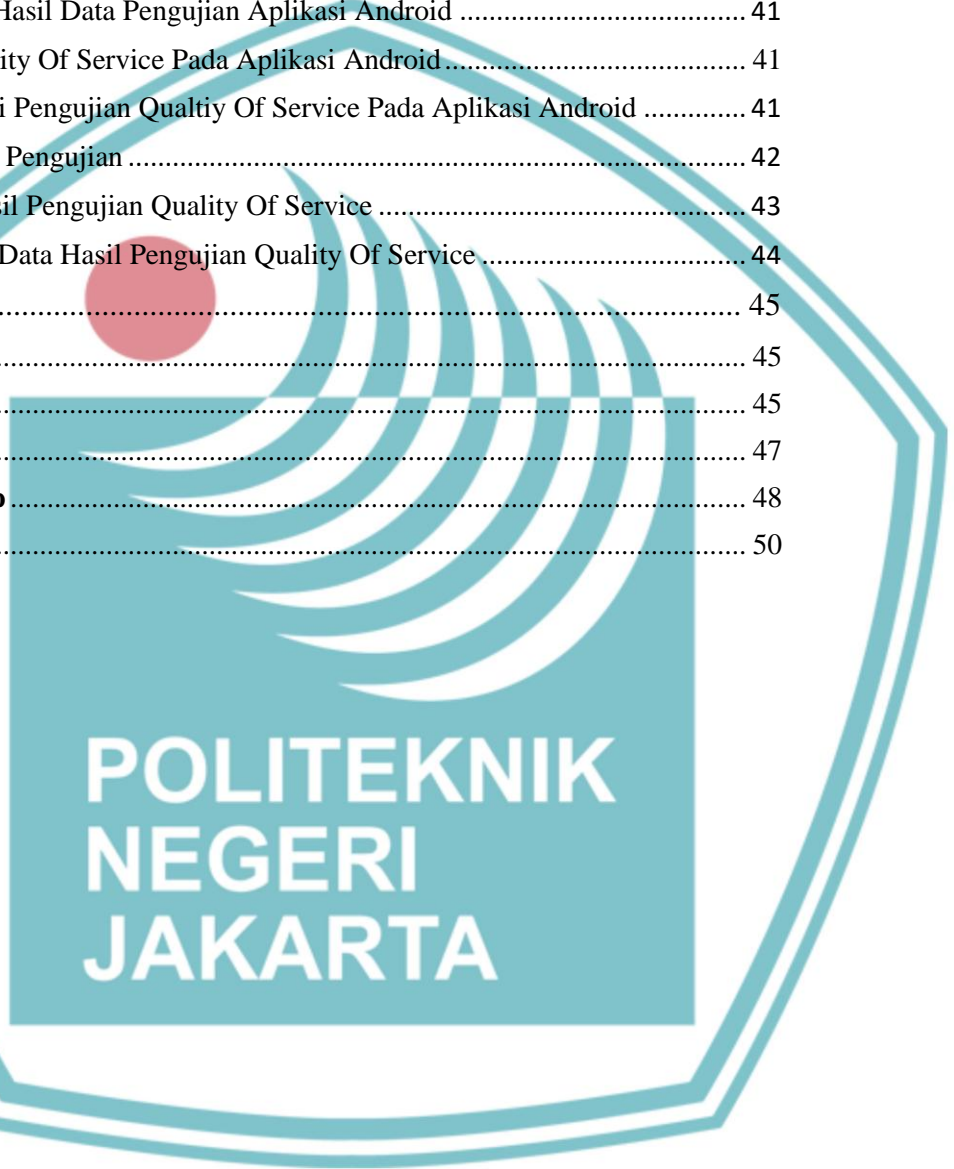 Hasil Data Pengujian Aplikasi Android ........................................... 41
ity Of Service Pada Aplikasi Android ........................................... 41
i Pengujian Qualtiy Of Service Pada Aplikasi Android .............. 41
Pengujian ........................................................................................... 42
sil Pengujian Quality Of Service ..................................................... 43
Data Hasil Pengujian Quality Of Service ...................................... 44
........................................................................................................ 45
........................................................................................................ 45
........................................................................................................ 45
........................................................................................................ 47
........................................................................................................ 48
........................................................................................................ 50
POLITEKNIK
NEGERI
JAKARTA